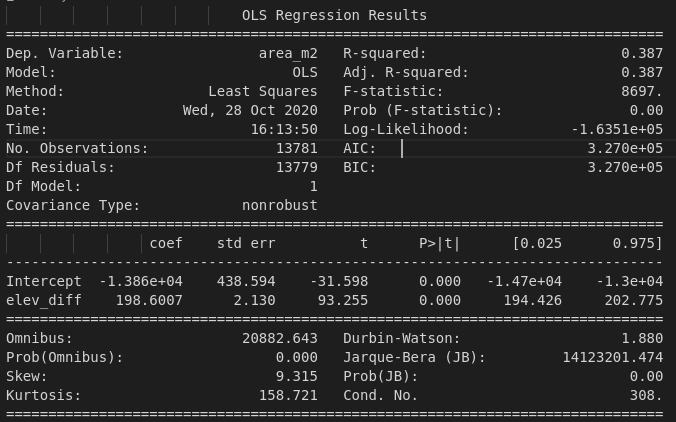 OLS Regression Results
==============================================================================
Dep. Variable:                area_m2   R-squared:                       0.387
Model:                            OLS   Adj. R-squared:                  0.387
Method:                 Least Squares   F-statistic:                     8697.
Date:                Wed, 28 Oct 2020   Prob (F-statistic):               0.00
Time:                        16:13:50   Log-Likelihood:            -1.6351e+05
No. Observations:               13781   AIC:                         3.270e+05
Df Residuals:                   13779   BIC:                         3.270e+05
Df Model:                           1
Covariance Type:            nonrobust
==============================================================================
                 coef    std err          t      P>|t|      [0.025      0.975]
------------------------------------------------------------------------------
Intercept  -1.386e+04    438.594    -31.598      0.000   -1.47e+04    -1.3e+04
elev_diff    198.6007      2.130     93.255      0.000     194.426     202.775
==============================================================================
Omnibus:                    20882.643   Durbin-Watson:                   1.880
Prob(Omnibus):                  0.000   Jarque-Bera (JB):         14123201.474
Skew:                           9.315   Prob(JB):                         0.00
Kurtosis:                     158.721   Cond. No.                         308.
==============================================================================